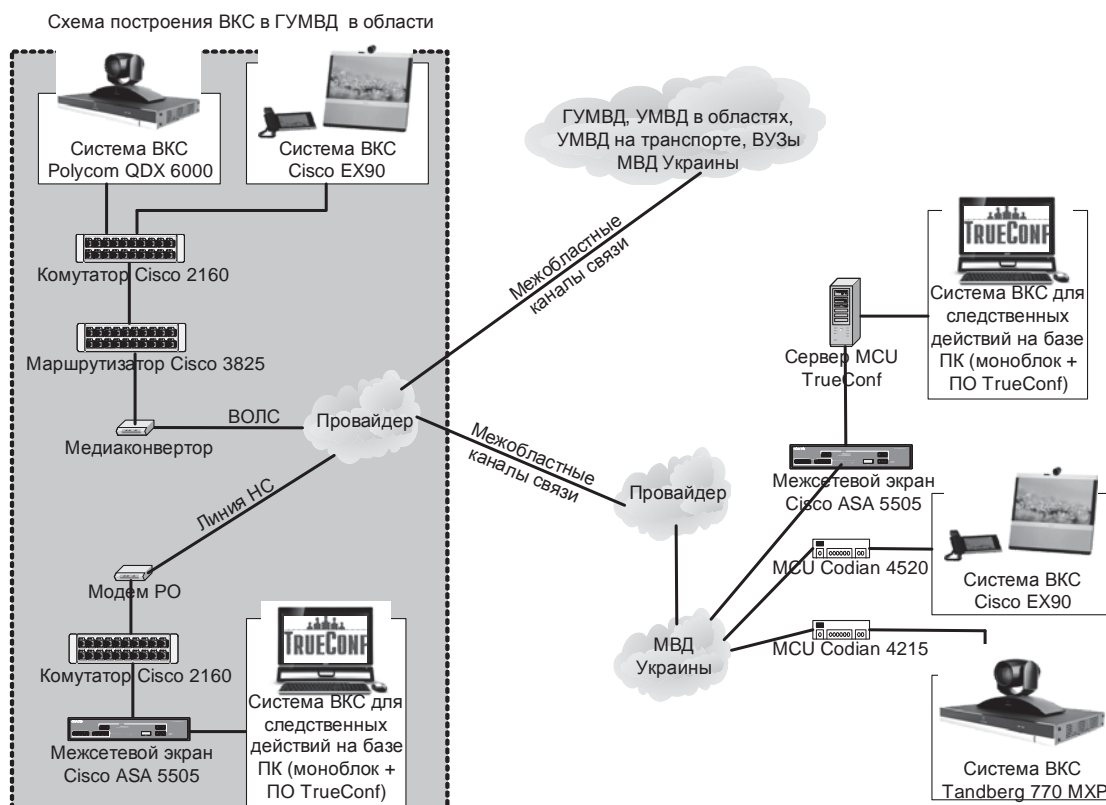 Схема построения ВКС в ГУМВД в области
Система ВКС
Polycom QDX 6000
Система ВКС
Cisco EX90
Комутатор Cisco 2160
Маршрутизатор Cisco 3825
Медиаконвертор
ВОЛС
Провайдер
Линия НС
Модем РО
Комутатор Cisco 2160
Межсетевой экран
Cisco ASA 5505
TRUECONF
Система ВКС для
следственных
действий на базе
ПК (моноблок +
ПО TrueConf)
ГУМВД, УМВД в областях,
УМВД на транспорте, ВУЗы
МВД Украины
Межобластные
каналы связи
Межобластные
каналы связи
Провайдер
МВД
Украины
Сервер MCU
TrueConf
TRUECONF
Система ВКС для
следственных
действий на базе
ПК (моноблок +
ПО TrueConf)
Межсетевой экран
Cisco ASA 5505
MCU Codian 4520
Система ВКС
Cisco EX90
MCU Codian 4215
Система ВКС
Tandberg 770 MXP